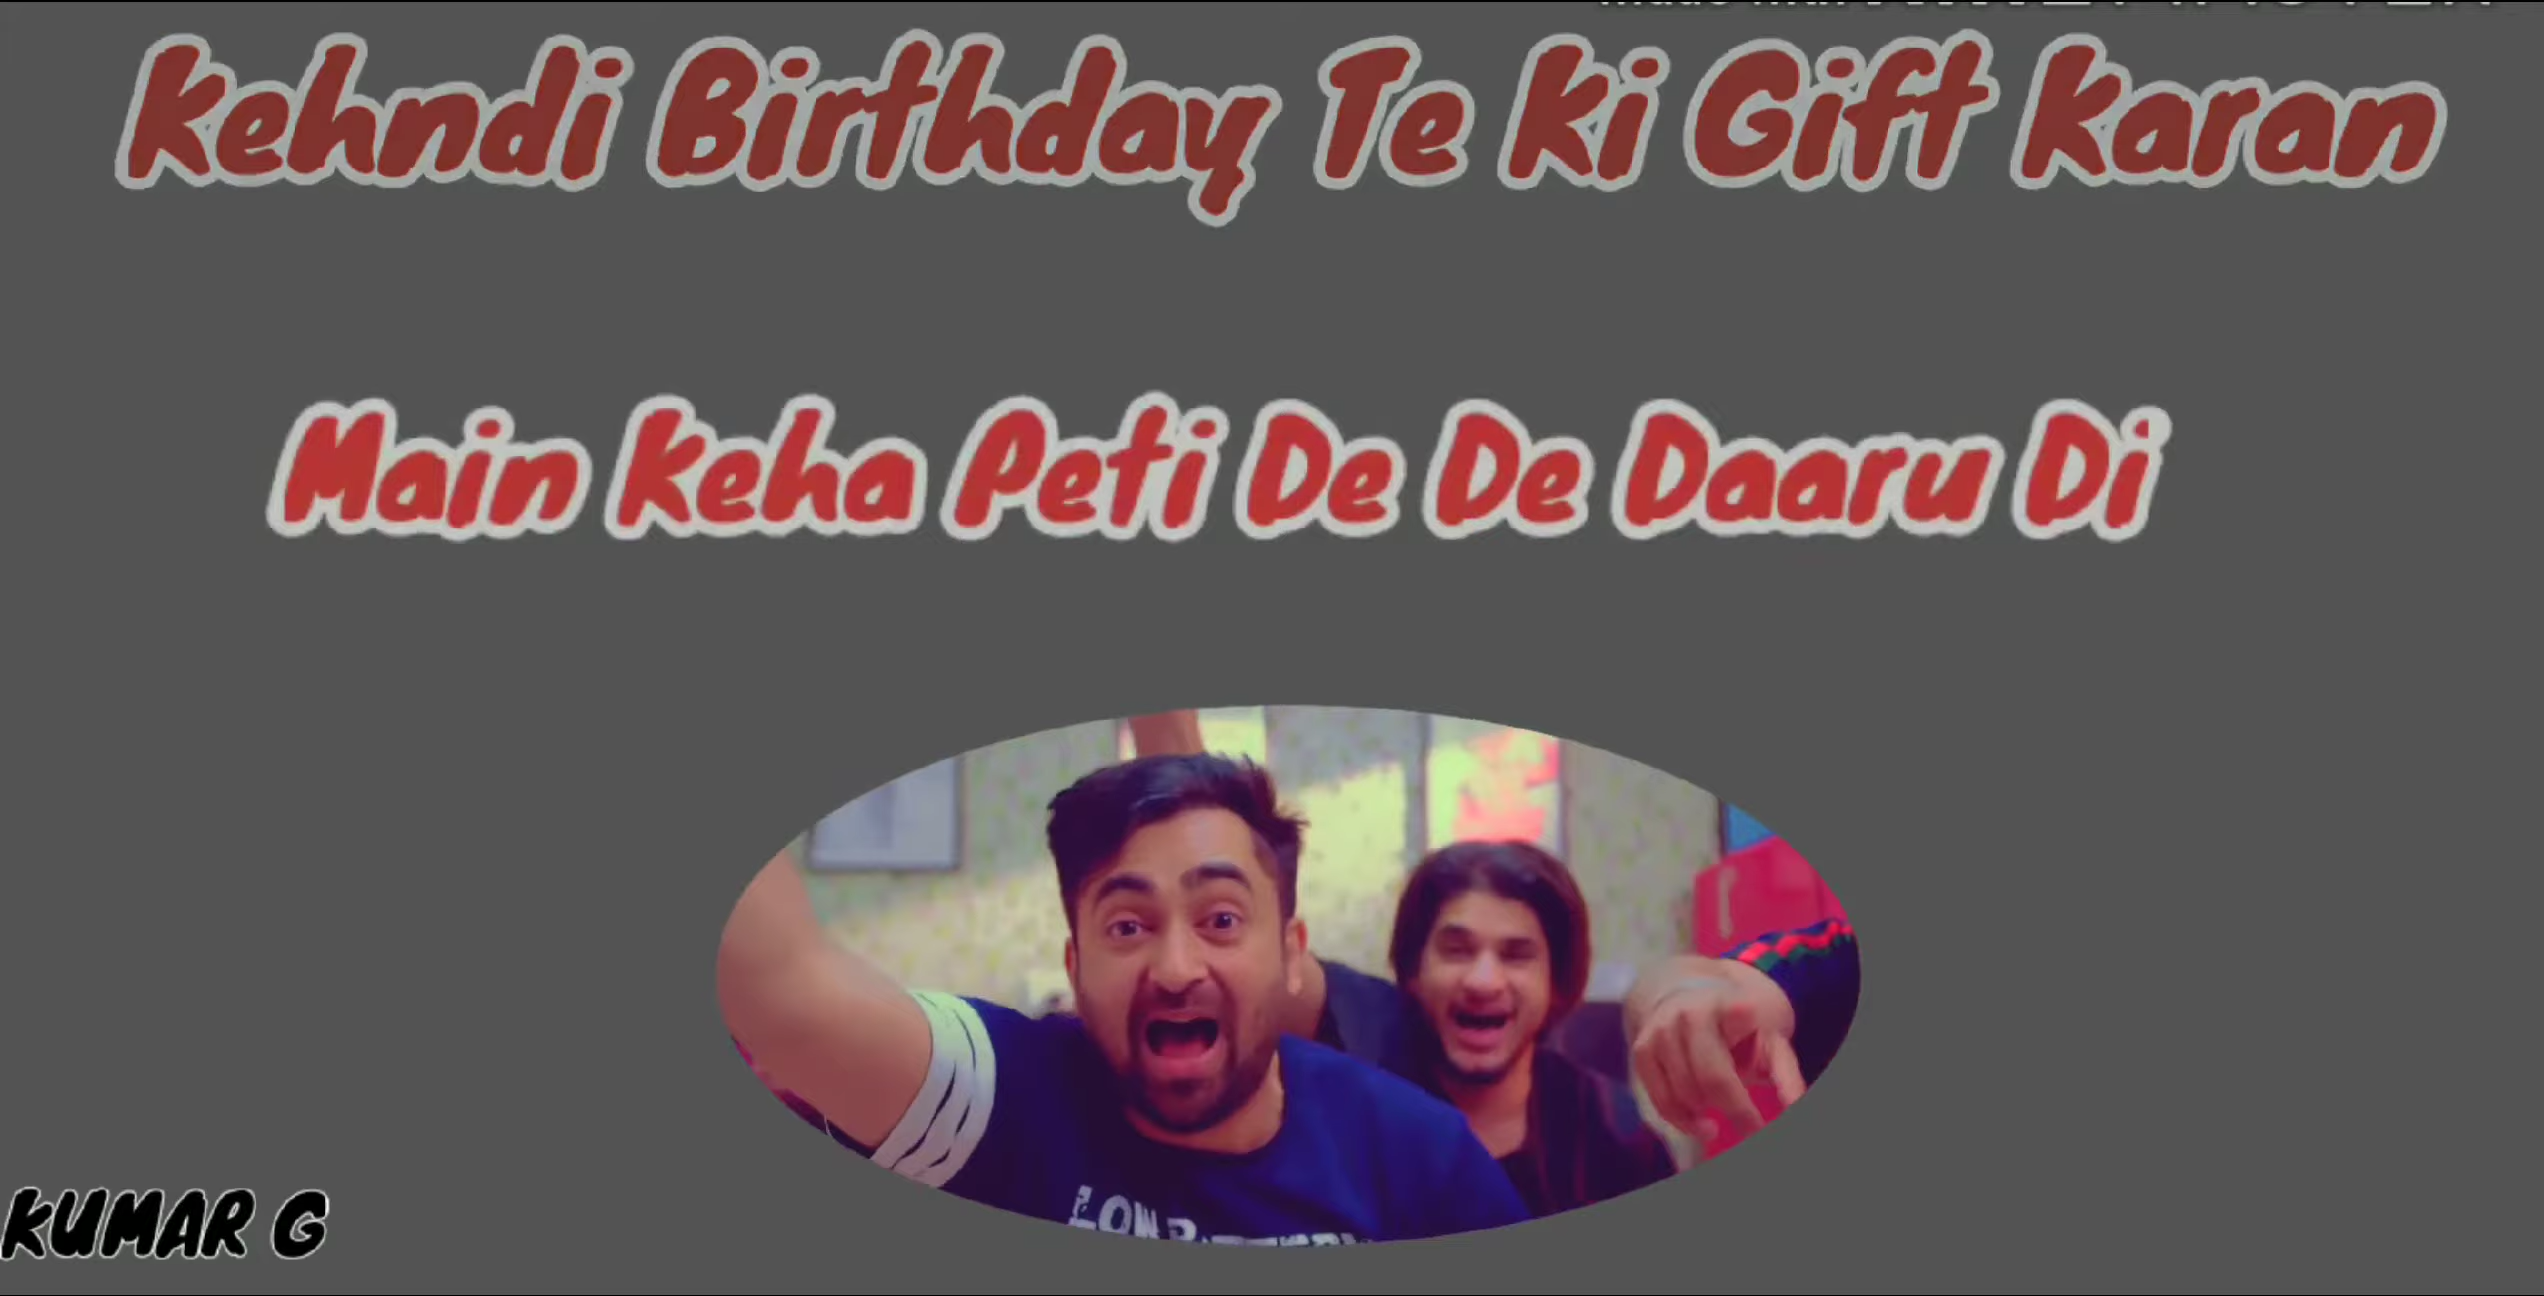 Kehndi Birthday Te Ki Gift Karan
Main Keha Peti De De Daaru Di
KUMAR G